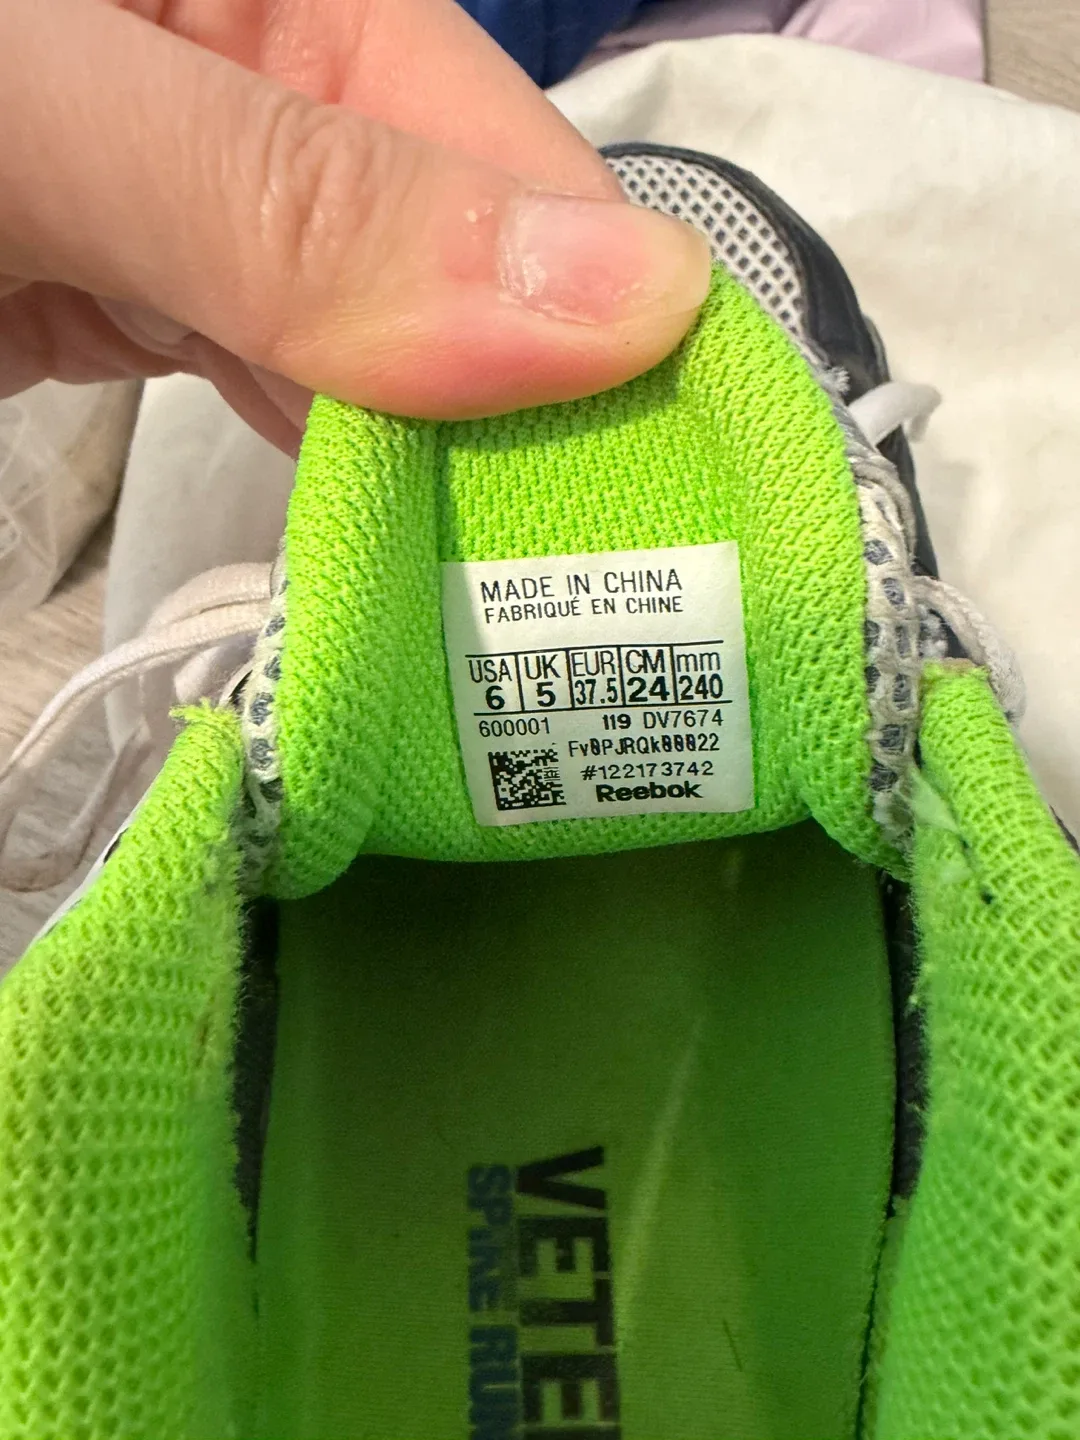 MADE IN CHINA
FABRIQUÉ EN CHINE
USA UK EUR CM mm
6 5 37.5 24 240
600001 119 DV7674
#122173742
Reebok